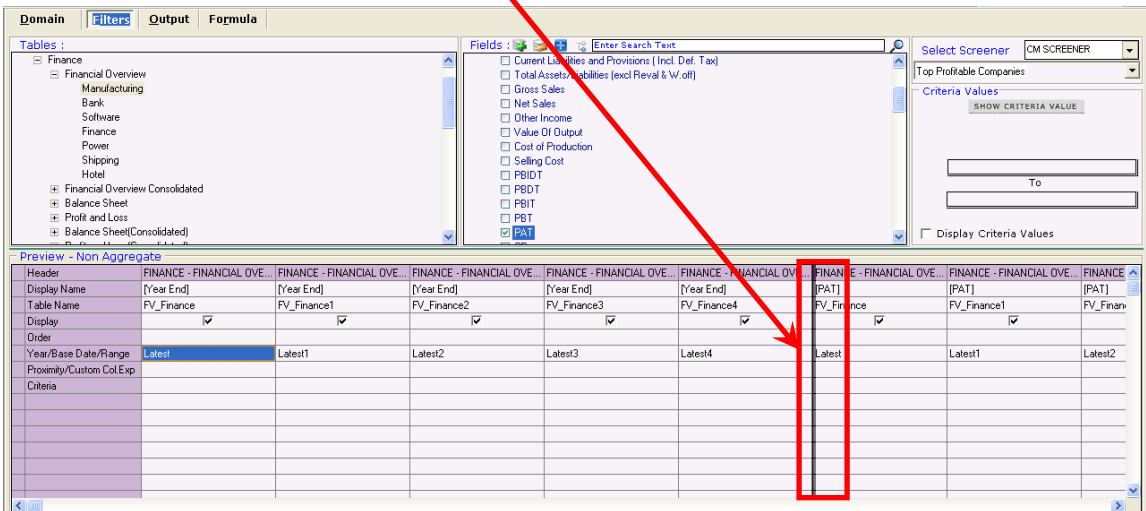 Domain Filters Output Formula
Tables :
Finance
Financial Overview
Manufacturing
Bank
Software
Finance
Power
Shipping
Hotel
Financial Overview Consolidated
Balance Sheet
Profit and Loss
Balance Sheet(Consolidated)
Fields : Enter Search Text
Current Liabilities and Provisions ( Incl. Def. Tax)
Total Assets/Liabilities (excl Reval & W.off)
Gross Sales
Net Sales
Other Income
Value Of Output
Cost of Production
Selling Cost
PBIDT
PBDT
PBIT
PBT
PAT
Select Screener CM SCREENER
Top Profitable Companies
Criteria Values
SHOW CRITERIA VALUE
To
Display Criteria Values
Preview - Non Aggregate
Header FINANCE - FINANCIAL OVE... FINANCE - FINANCIAL OVE... FINANCE - FINANCIAL OVE... FINANCE - FINANCIAL OVE... FINANCE - FINANCIAL OVE... FINANCE - FINANCIAL OVE... FINANCE - FINANCIAL OVE... FINANCE
Display Name [Year End] [Year End] [Year End] [Year End] [Year End] [PAT] [PAT] [PAT]
Table Name FV_Finance FV_Finance1 FV_Finance2 FV_Finance3 FV_Finance4 FV_Finance FV_Finance1 FV_Finan
Display
Order
Year/Base Date/Range Latest Latest1 Latest2 Latest3 Latest4 Latest Latest1 Latest2
Proximity/Custom Col.Exp
Criteria